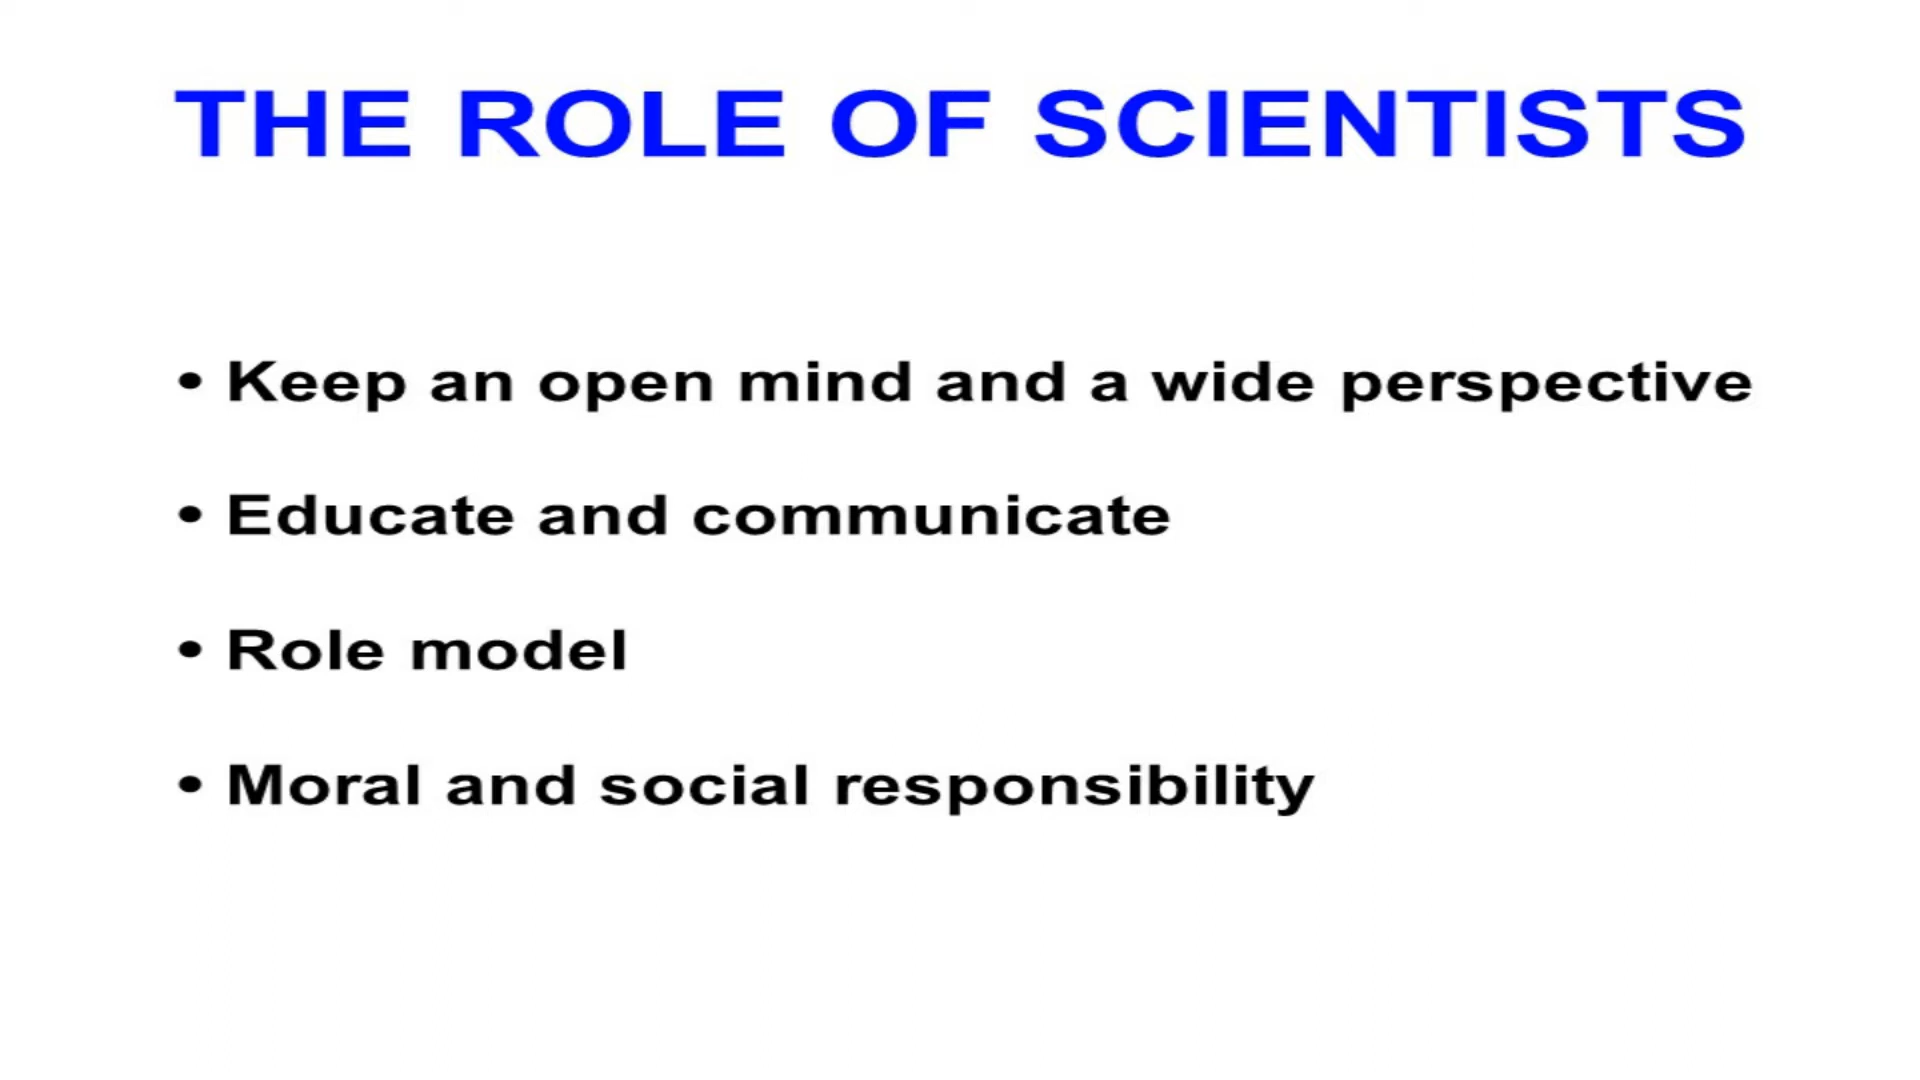 THE ROLE OF SCIENTISTS
• Keep an open mind and a wide perspective
• Educate and communicate
• Role model
• Moral and social responsibility